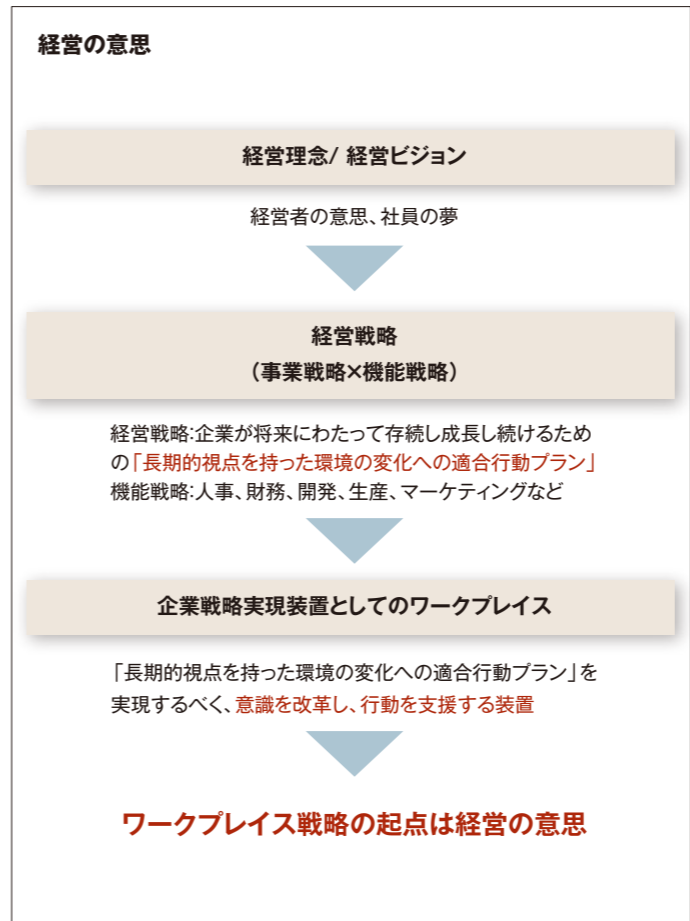 経営の意思
経営理念/ 経営ビジョン
経営者の意思、社員の夢
経営戦略
（事業戦略×機能戦略）
経営戦略:企業が将来にわたって存続し成長し続けるため
の「長期的視点を持った環境の変化への適合行動プラン」
機能戦略:人事、財務、開発、生産、マーケティングなど
企業戦略実現装置としてのワークプレイス
「長期的視点を持った環境の変化への適合行動プラン」を
実現するべく、意識を改革し、行動を支援する装置
ワークプレイス戦略の起点は経営の意思